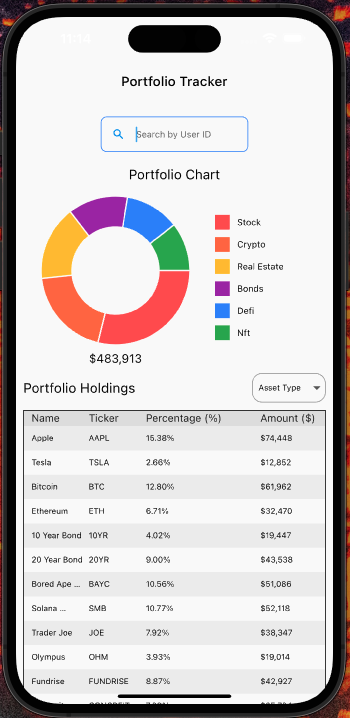 11:14
Portfolio Tracker
Search by User ID
Portfolio Chart
Stock
Crypto
Real Estate
Bonds
Defi
Nft
$483,913
Portfolio Holdings
Asset Type
Name Ticker Percentage (%) Amount ($)
Apple AAPL 15.38% $74,448
Tesla TSLA 2.66% $12,852
Bitcoin BTC 12.80% $61,962
Ethereum ETH 6.71% $32,470
10 Year Bond 10YR 4.02% $19,447
20 Year Bond 20YR 9.00% $43,538
Bored Ape ... BAYC 10.56% $51,086
Solana ... SMB 10.77% $52,118
Trader Joe JOE 7.92% $38,347
Olympus OHM 3.93% $19,014
Fundrise FUNDRISE 8.87% $42,927